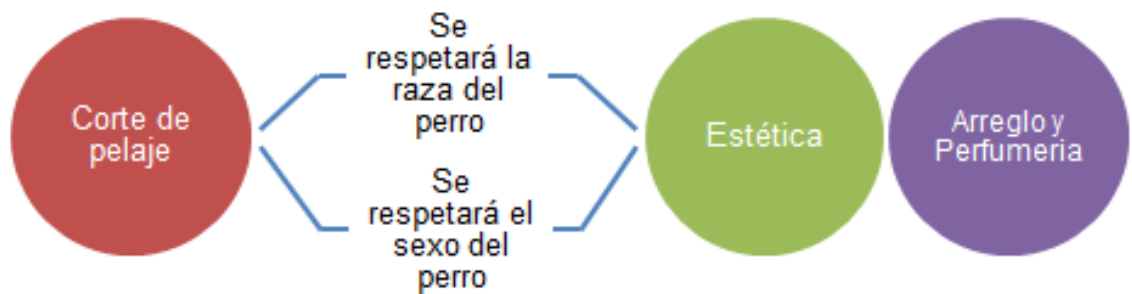 Corte de
pelaje
Se
respetará la
raza del
perro
Se
respetará el
sexo del
perro
Estética
Arreglo y
Perfumeria